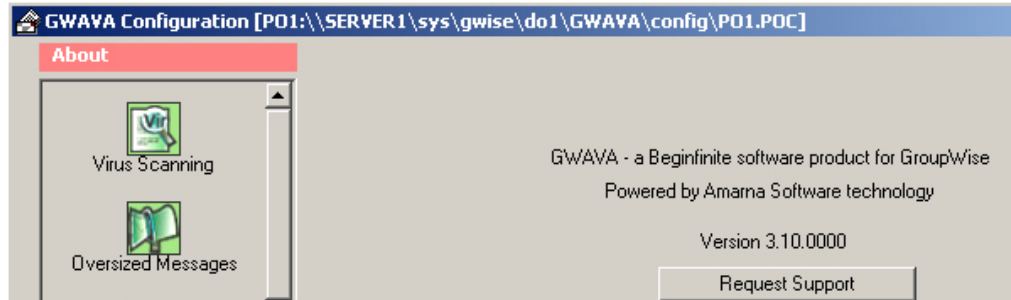 GWAVA Configuration [PO1:\\SERVER1\sys\gwise\do1\GWAVA\config\PO1.POC]
About
Virus Scanning
Oversized Messages
GWAVA - a Beginfinite software product for GroupWise
Powered by Amarna Software technology
Version 3.10.0000
Request Support